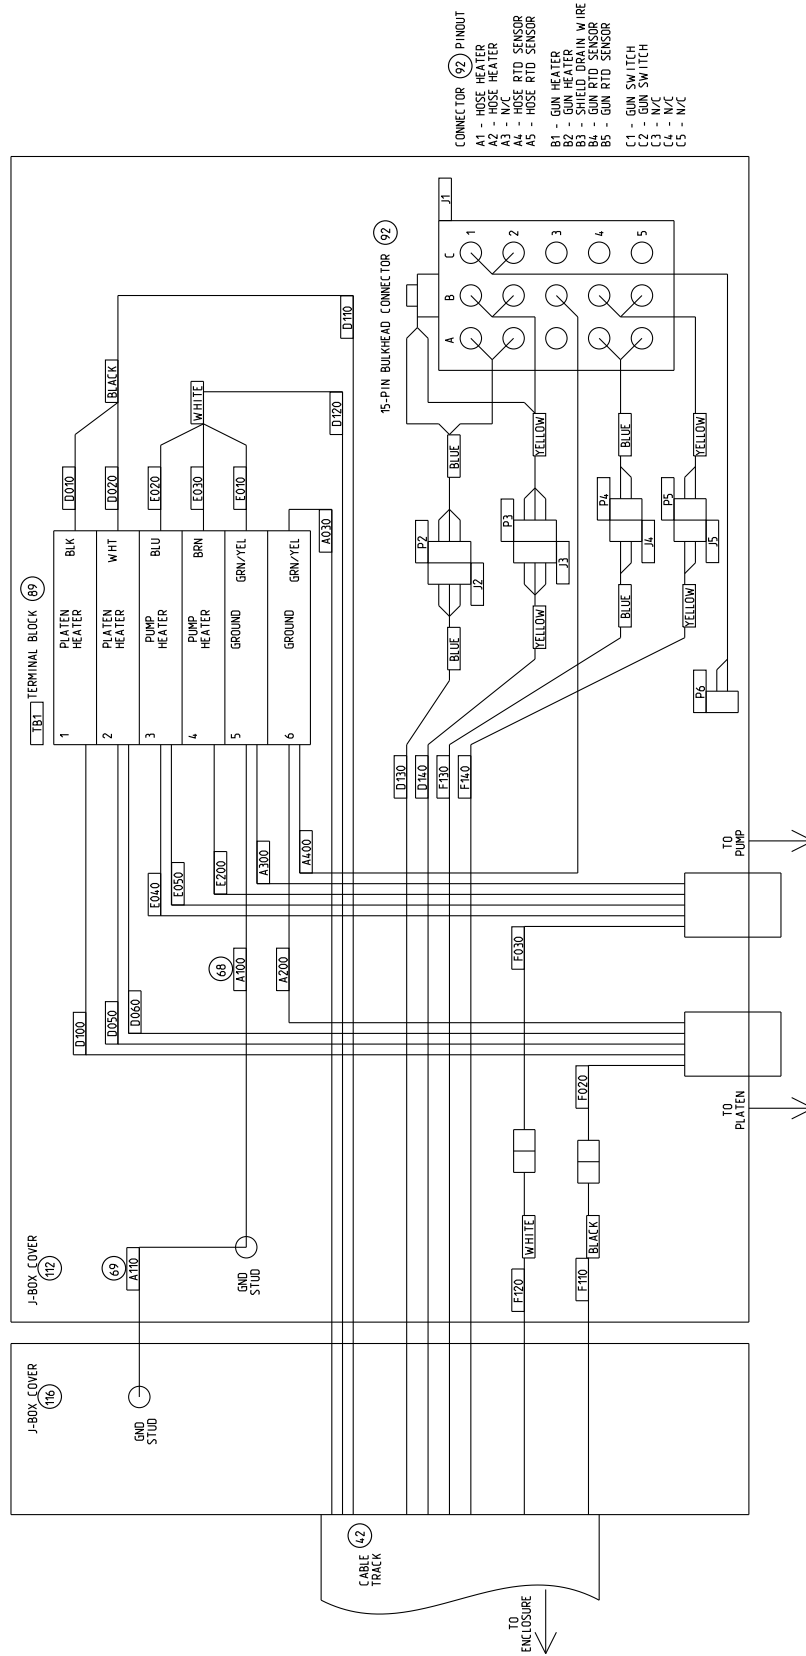 J-BOX COVER
116
GND
STUD
CABLE
TRACK
42
TO
ENCLOSURE
J-BOX COVER
112
69
A110
GND
STUD
F120
WHITE
F110
BLACK
TO
PLATEN
F020
F030
TO
PUMP
D100
D050
D060
68
A100
A200
E040
E050
E200
A300
A400
TB1
TERMINAL BLOCK
89
1
PLATEN
HEATER
BLK
2
PLATEN
HEATER
WHT
3
PUMP
HEATER
BLU
4
PUMP
HEATER
BRN
5
GROUND
GRN/YEL
6
GROUND
GRN/YEL
D010
D020
E020
E030
E010
A030
BLACK
WHITE
D110
D120
D130
D140
F130
F140
BLUE
YELLOW
BLUE
YELLOW
P2
J2
P3
J3
P4
J4
P5
J5
P6
BLUE
YELLOW
BLUE
YELLOW
15-PIN BULKHEAD CONNECTOR
92
J1
A
B
C
1
2
3
4
5
CONNECTOR 92 PINOUT
A1 - HOSE HEATER
A2 - HOSE HEATER
A3 - N/C
A4 - HOSE RTD SENSOR
A5 - HOSE RTD SENSOR
B1 - GUN HEATER
B2 - GUN HEATER
B3 - SHIELD DRAIN WIRE
B4 - GUN RTD SENSOR
B5 - GUN RTD SENSOR
C1 - GUN SWITCH
C2 - GUN SWITCH
C3 - N/C
C4 - N/C
C5 - N/C